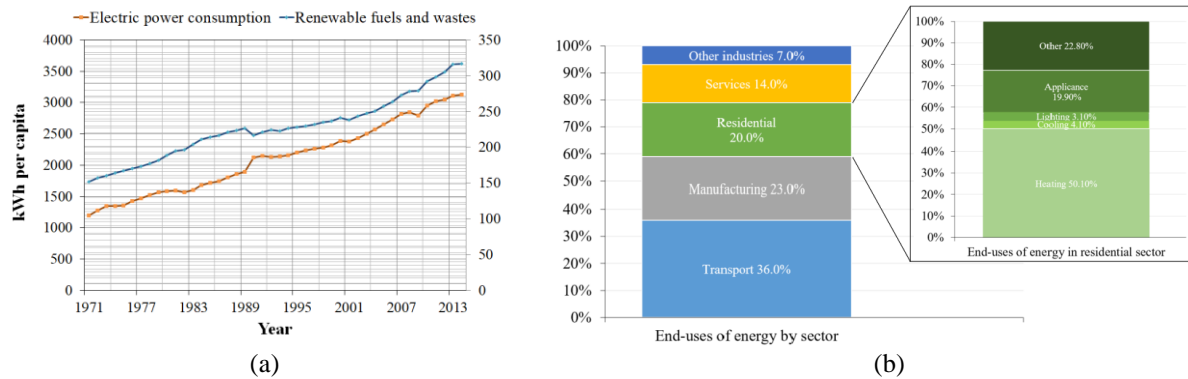 Electric power consumption Renewable fuels and wastes
4000 350
3500 300
3000 250
2500 200
2000 150
1500 100
1000 50
500
0 0
kWh per capita
1971 1977 1983 1989 1995 2001 2007 2013
Year
(a)
100%
90%
80%
70%
60%
50%
40%
30%
20%
10%
0%
Other industries 7.0%
Services 14.0%
Residential
20.0%
Manufacturing 23.0%
Transport 36.0%
End-uses of energy by sector
100%
90%
80%
70%
60%
50%
40%
30%
20%
10%
0%
Other 22.80%
Applicance
19.90%
Lighting 3.10%
Cooling 4.10%
Heating 50.10%
End-uses of energy in residential sector
(b)